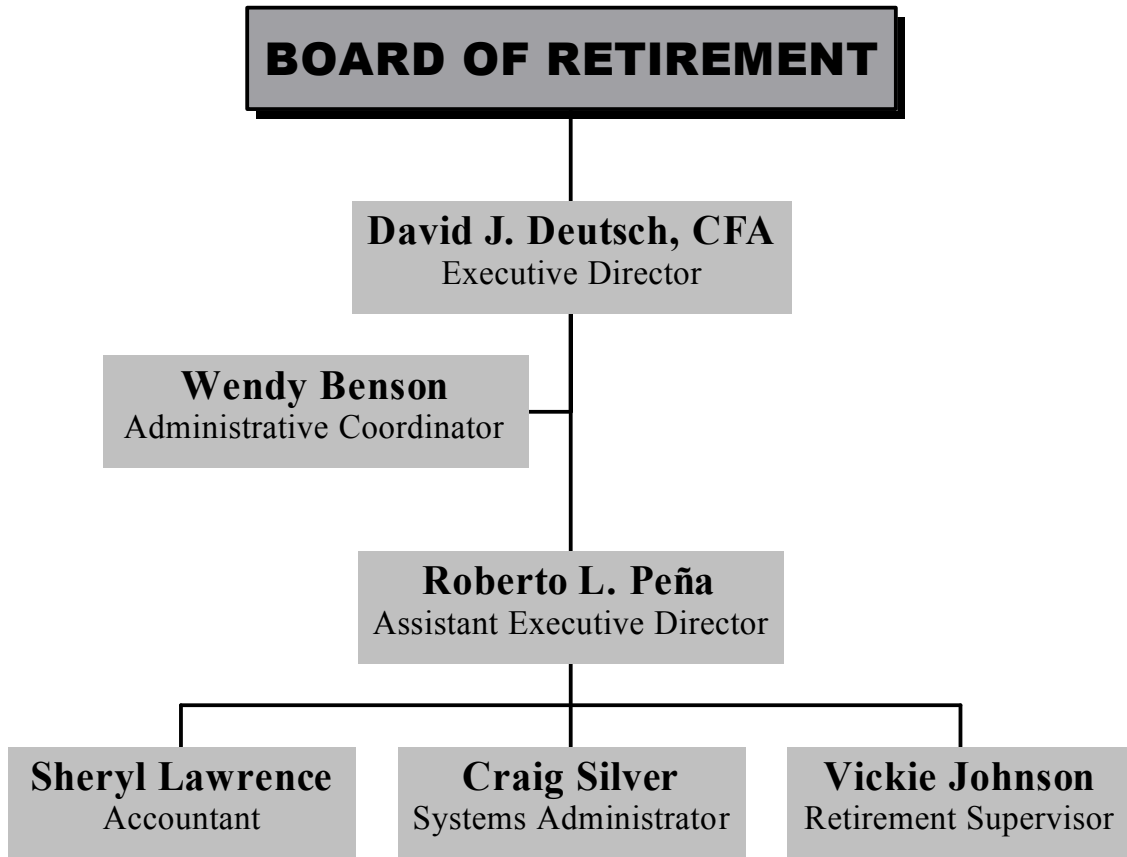 BOARD OF RETIREMENT
David J. Deutsch, CFA
Executive Director
Wendy Benson
Administrative Coordinator
Roberto L. Peña
Assistant Executive Director
Sheryl Lawrence
Accountant
Craig Silver
Systems Administrator
Vickie Johnson
Retirement Supervisor